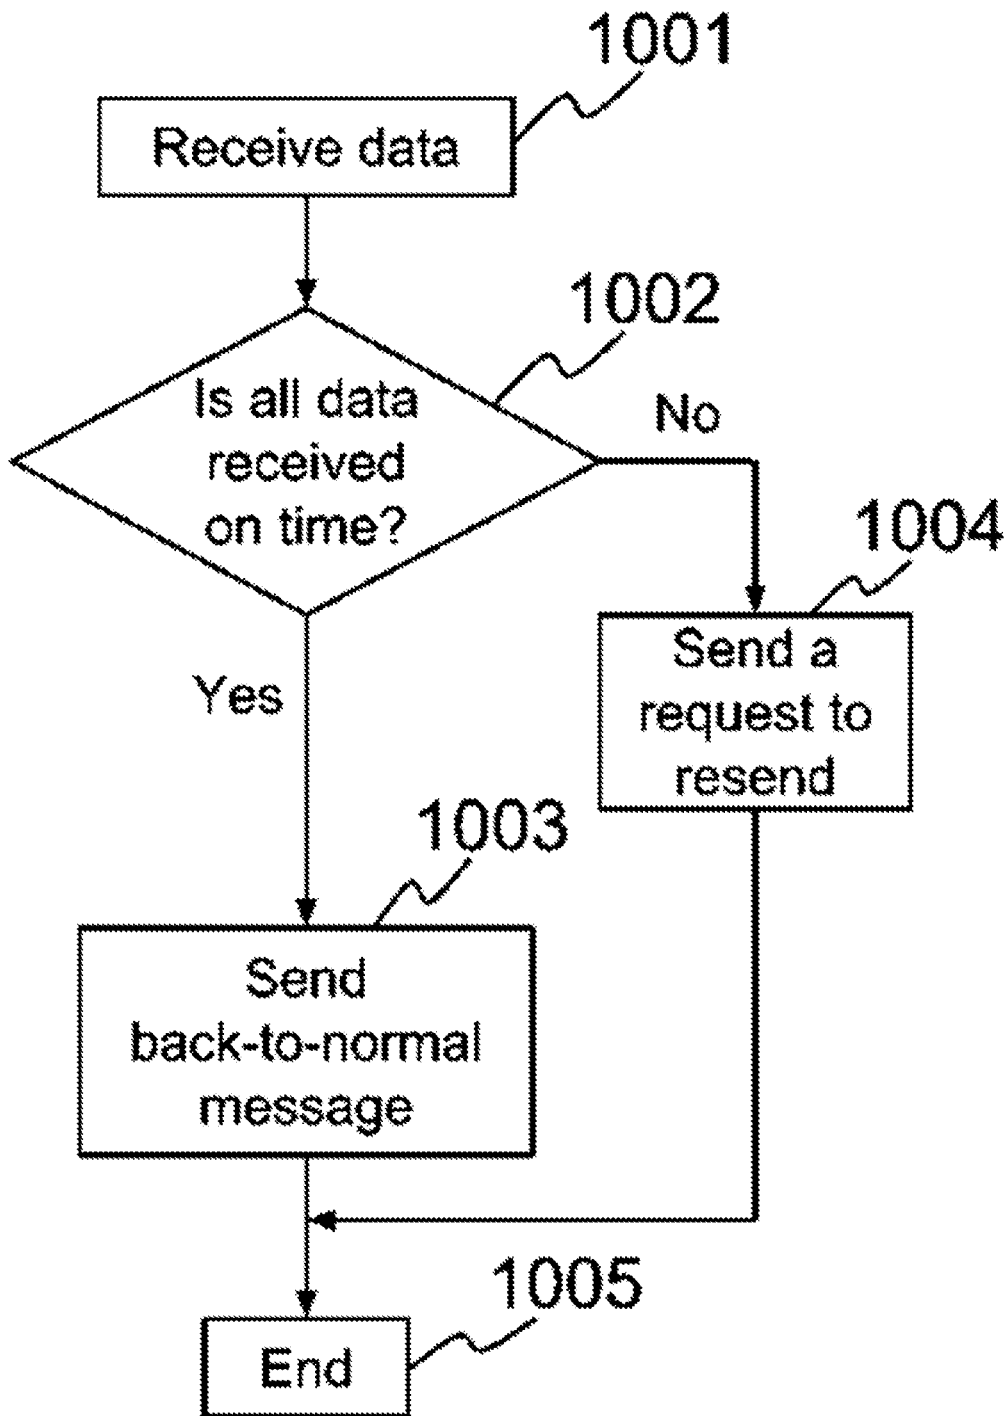 1001
Receive data
1002
Is all data
received
on time?
No
1004
Send a
request to
resend
Yes
1003
Send
back-to-normal
message
1005
End